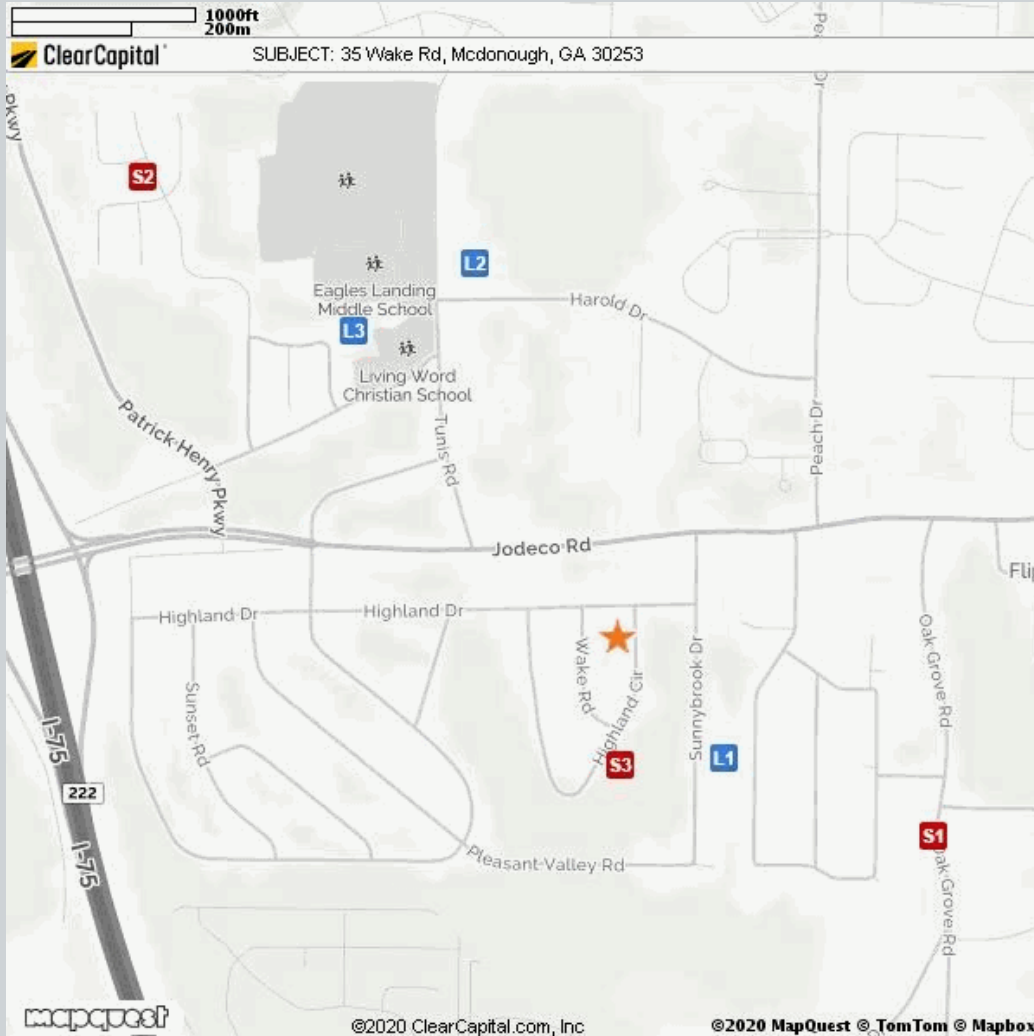 1000ft
200m
ClearCapital
SUBJECT: 35 Wake Rd, Mcdonough, GA 30253
Pkwy
S2
L2
Eagles Landing
Middle School
Harold Dr
L3
Living Word
Christian School
Patrick Henry Pkwy
Tunis Rd
Peach Dr
Jodeco Rd
Flip
Highland Dr
Highland Dr
Wake Rd
Highland Cir
Sunnybrook Dr
Oak Grove Rd
Sunset Rd
I-75
S3
L1
222
S1
I-75
Pleasant Valley Rd
Oak Grove Rd
mapquest
©2020 ClearCapital.com, Inc
©2020 MapQuest © TomTom © Mapbox